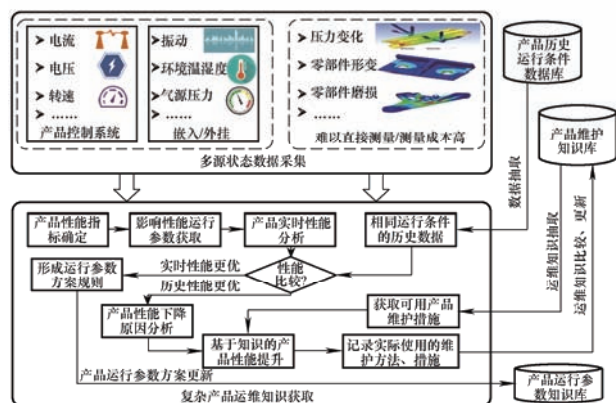 电流
电压
转速
……
产品控制系统
振动
环境温湿度
气源压力
……
嵌入/外挂
压力变化
零部件形变
零部件磨损
……
难以直接测量/测量成本高
多源状态数据采集
产品历史
运行条件
数据库
产品维护
知识库
数据抽取
运维知识抽取
运维知识比较、更新
产品性能指
标确定
影响性能运行
参数获取
产品实时性能
分析
相同运行条件
的历史数据
形成运行参数
方案规则
实时性能更优
历史性能更优
性能
比较?
产品性能下降
原因分析
获取可用产品
维护措施
基于知识的产
品性能提升
记录实际使用的维
护方法、措施
产品运行参数方案更新
复杂产品运维知识获取
产品运行参
数知识库